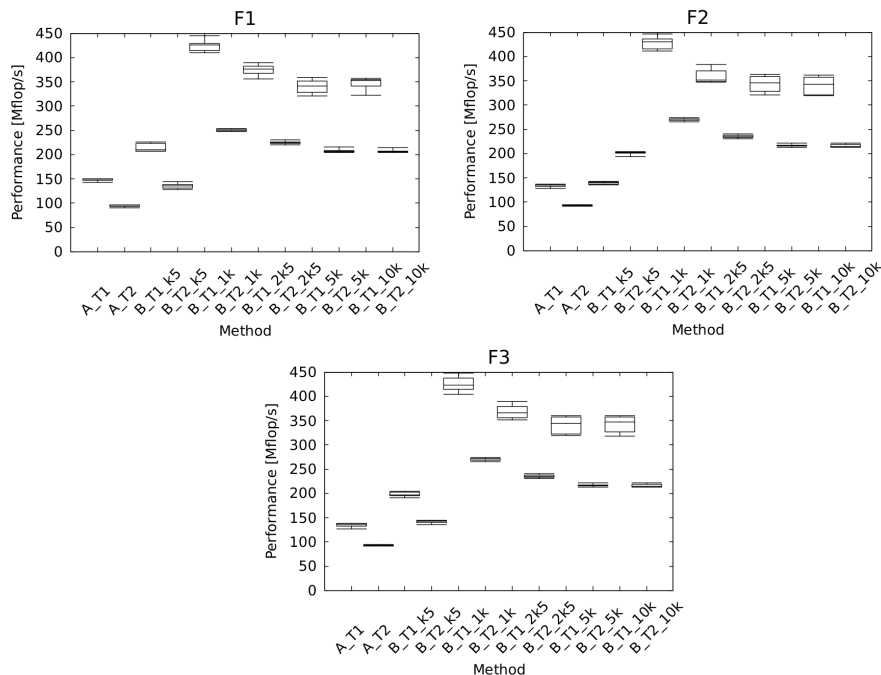 F1
450
400
350
300
250
200
150
100
50
0
Performance [Mflop/s]
A_T1
A_T2
B_T1_k5
B_T2_k5
B_T1_1k
B_T2_1k
B_T1_2k5
B_T2_2k5
B_T1_5k
B_T2_5k
B_T1_10k
B_T2_10k
Method
F2
450
400
350
300
250
200
150
100
50
0
Performance [Mflop/s]
A_T1
A_T2
B_T1_k5
B_T2_k5
B_T1_1k
B_T2_1k
B_T1_2k5
B_T2_2k5
B_T1_5k
B_T2_5k
B_T1_10k
B_T2_10k
Method
F3
450
400
350
300
250
200
150
100
50
0
Performance [Mflop/s]
A_T1
A_T2
B_T1_k5
B_T2_k5
B_T1_1k
B_T2_1k
B_T1_2k5
B_T2_2k5
B_T1_5k
B_T2_5k
B_T1_10k
B_T2_10k
Method